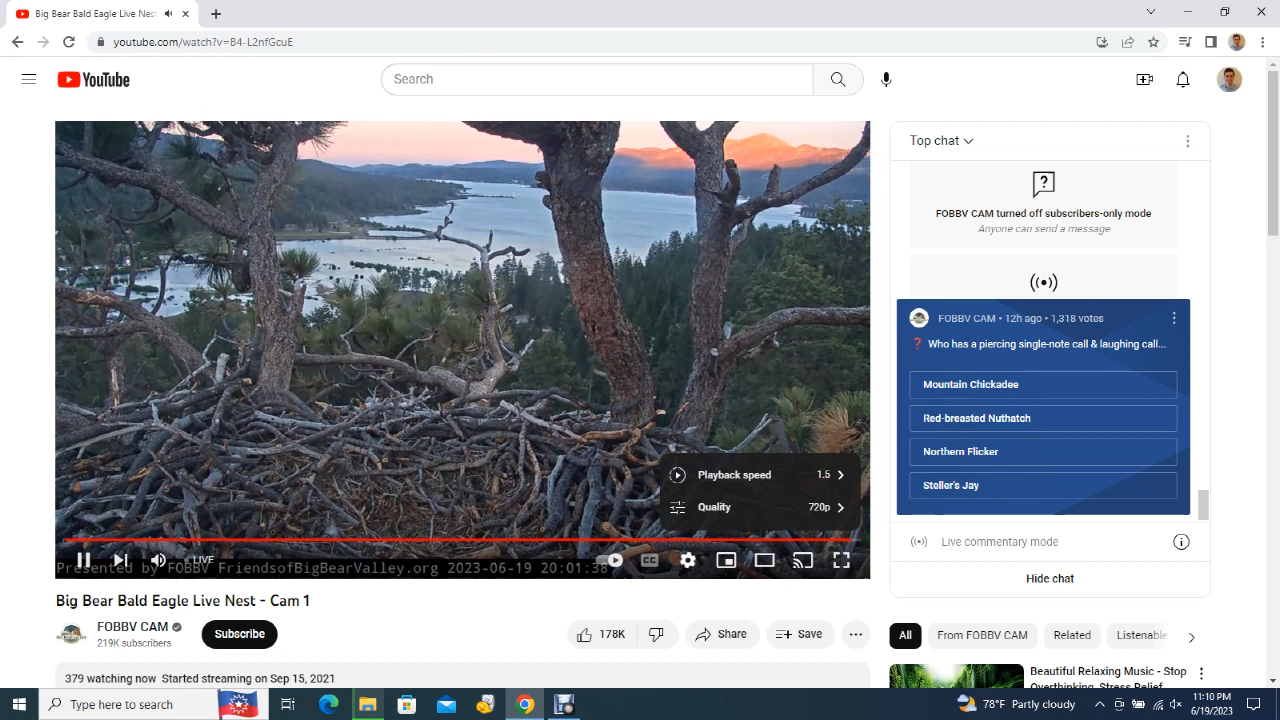 Big Bear Bald Eagle Live Nest
youtube.com/watch?v=B4-L2nfGcuE
YouTube
Search
Top chat
FOBBV CAM turned off subscribers-only mode
Anyone can send a message
FOBBV CAM • 12h ago • 1,318 votes
❓ Who has a piercing single-note call & laughing call...
Mountain Chickadee
Red-breasted Nuthatch
Northern Flicker
Steller's Jay
Playback speed 1.5
Quality 720p
LIVE
CC
Presented by FOBBV FriendsofBigBearValley.org 2023-06-19 20:01:38
Live commentary mode
Hide chat
Big Bear Bald Eagle Live Nest - Cam 1
FOBBV CAM
219K subscribers
Subscribe
178K
Share
Save
All
From FOBBV CAM
Related
Listenable
379 watching now Started streaming on Sep 15, 2021
Beautiful Relaxing Music - Stop
Overthinking, Stress Relief
Type here to search
78°F Partly cloudy
11:10 PM
6/19/2023